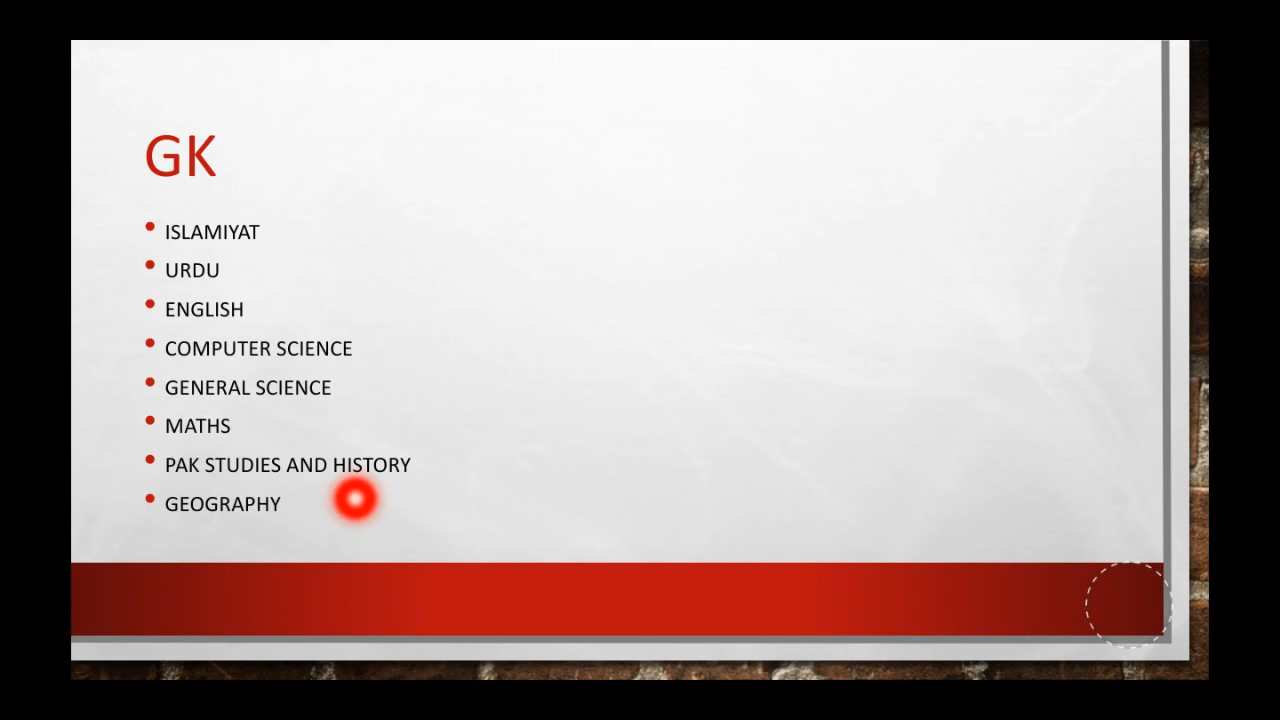 GK
ISLAMIYAT
URDU
ENGLISH
COMPUTER SCIENCE
GENERAL SCIENCE
MATHS
PAK STUDIES AND HISTORY
GEOGRAPHY